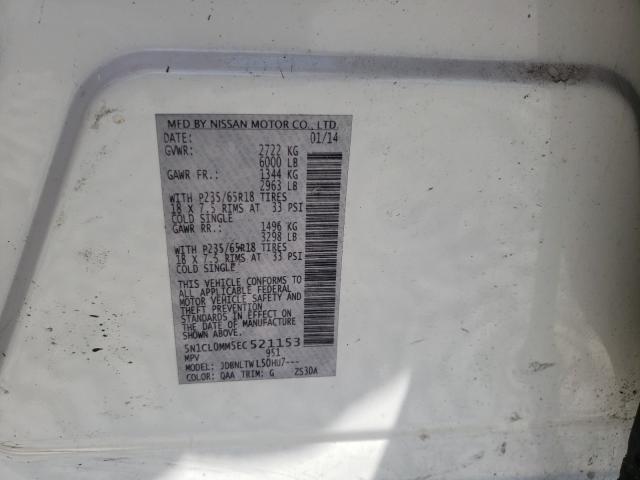 MFD BY NISSAN MOTOR CO., LTD.
DATE: 01/14
GVWR: 2722 KG
6000 LB
GAWR FR.: 1344 KG
2963 LB
WITH P235/65R18 TIRES
18 X 7.5 RIMS AT 33 PSI
COLD SINGLE
GAWR RR.: 1496 KG
3298 LB
WITH P235/65R18 TIRES
18 X 7.5 RIMS AT 33 PSI
COLD SINGLE
THIS VEHICLE CONFORMS TO
ALL APPLICABLE FEDERAL
MOTOR VEHICLE SAFETY AND
THEFT PREVENTION
STANDARDS IN EFFECT ON
THE DATE OF MANUFACTURE
SHOWN ABOVE.
5N1CL0MM5EC521153
MPV 951
MODEL: JDBNLTWL50HU7---
COLOR: QAA TRIM: G ZS30A